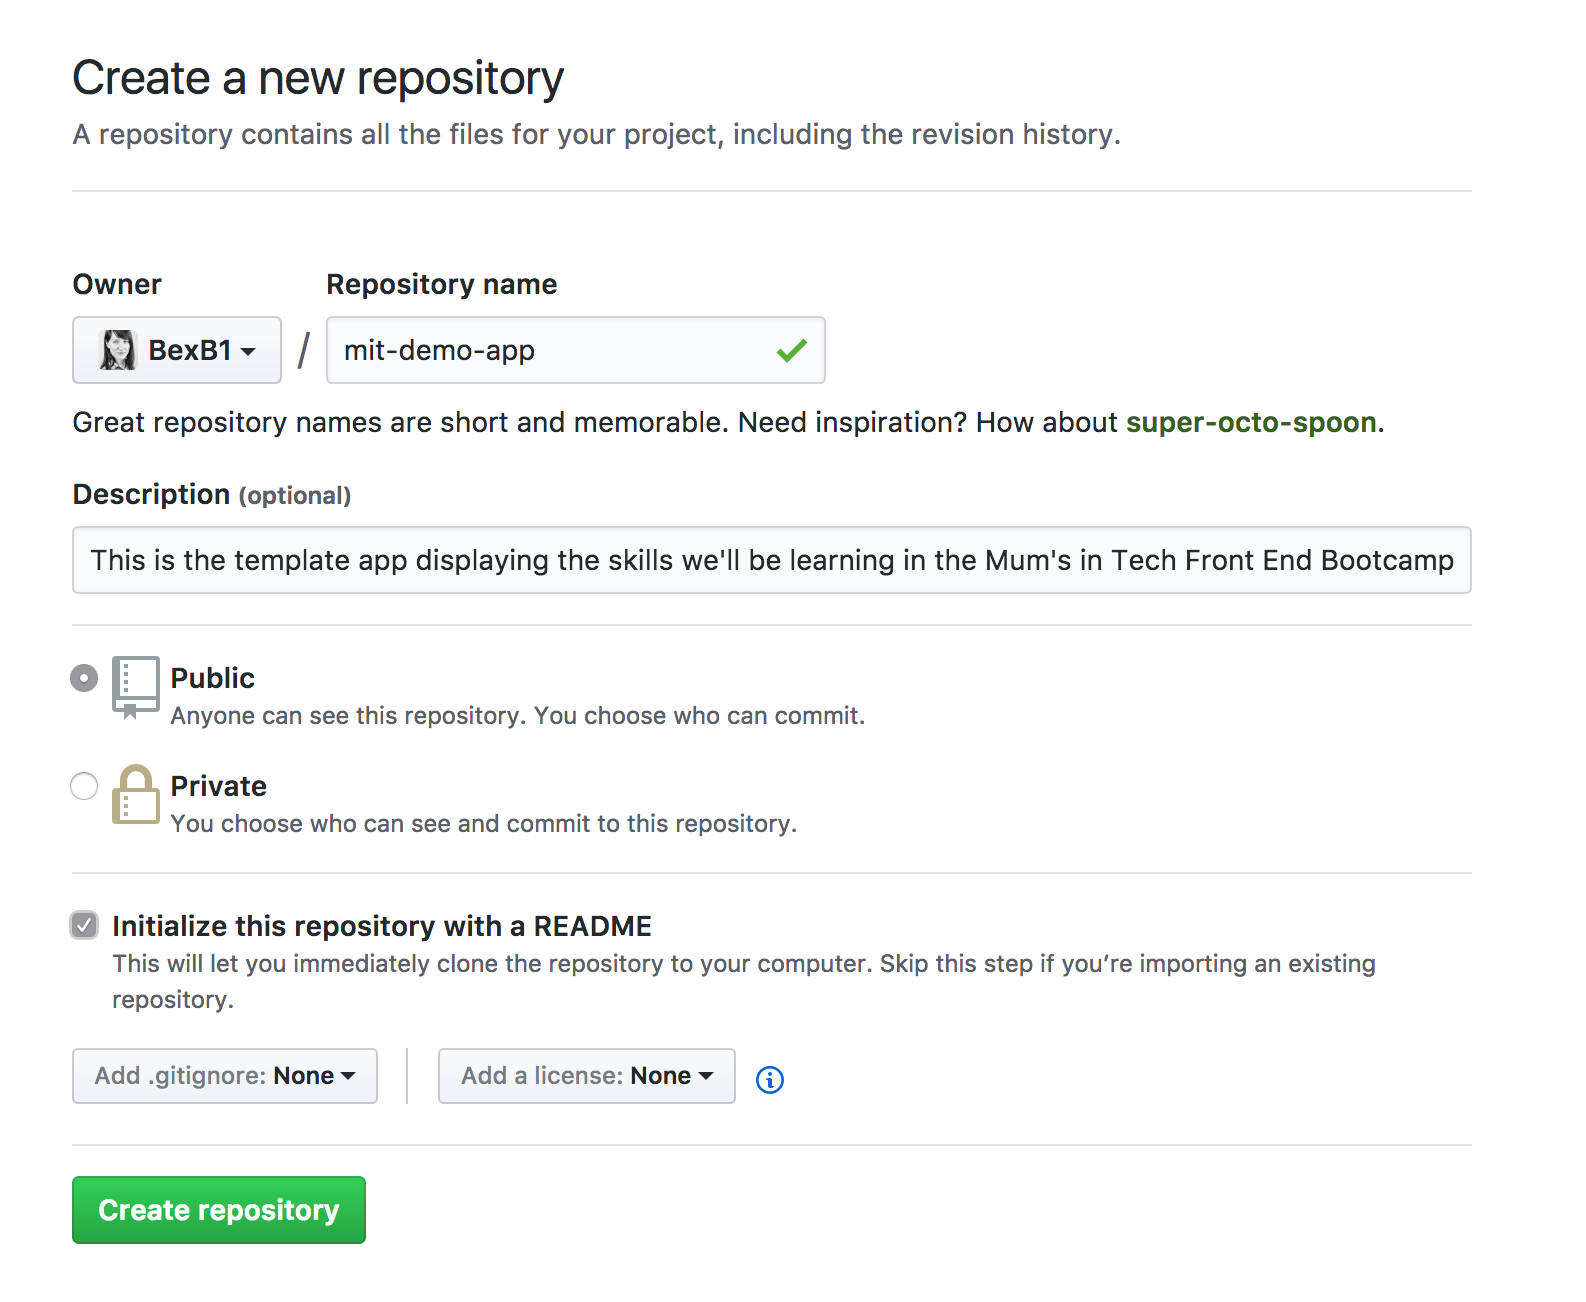 Create a new repository
A repository contains all the files for your project, including the revision history.
Owner
Repository name
BexB1
/
mit-demo-app
Great repository names are short and memorable. Need inspiration? How about super-octo-spoon.
Description (optional)
This is the template app displaying the skills we'll be learning in the Mum's in Tech Front End Bootcamp
Public
Anyone can see this repository. You choose who can commit.
Private
You choose who can see and commit to this repository.
Initialize this repository with a README
This will let you immediately clone the repository to your computer. Skip this step if you’re importing an existing
repository.
Add .gitignore: None
Add a license: None
Create repository